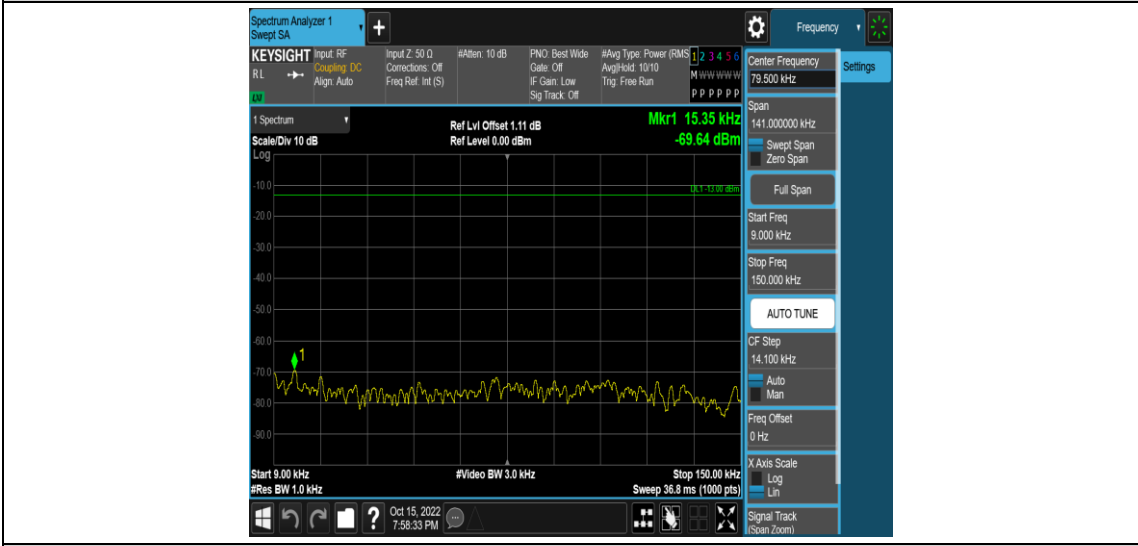 Spectrum Analyzer 1
Swept SA
+
Frequency
KEYSIGHT
RL
Input: RF
Coupling: DC
Align: Auto
Input Z: 50 Ω
Corrections: Off
Freq Ref: Int (S)
#Atten: 10 dB
PNO: Best Wide
Gate: Off
IF Gain: Low
Sig Track: Off
#Avg Type: Power (RMS
Avg|Hold: 10/10
Trig: Free Run
1 2 3 4 5 6
M W W W W W
P P P P P P
1 Spectrum
Scale/Div 10 dB
Log
Ref Lvl Offset 1.11 dB
Ref Level 0.00 dBm
Mkr1 15.35 kHz
-69.64 dBm
DL1 -13.00 dBm
-10.0
-20.0
-30.0
-40.0
-50.0
-60.0
-70.0
-80.0
-90.0
1
Start 9.00 kHz
#Res BW 1.0 kHz
#Video BW 3.0 kHz
Stop 150.00 kHz
Sweep 36.8 ms (1000 pts)
Center Frequency
79.500 kHz
Settings
Span
141.000000 kHz
Swept Span
Zero Span
Full Span
Start Freq
9.000 kHz
Stop Freq
150.000 kHz
AUTO TUNE
CF Step
14.100 kHz
Auto
Man
Freq Offset
0 Hz
X Axis Scale
Log
Lin
Signal Track
(Span Zoom)
?
Oct 15, 2022
7:58:33 PM